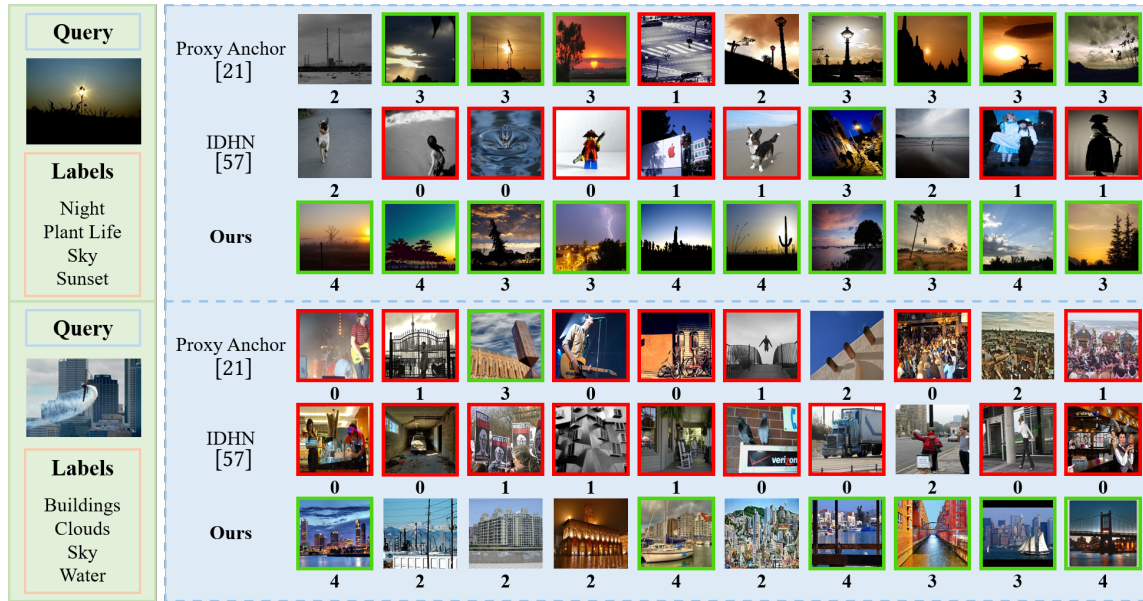 Query
Labels
Night
Plant Life
Sky
Sunset
Proxy Anchor
[21]
2 3 3 3 1 2 3 3 3 3
IDHN
[57]
2 0 0 0 1 1 3 2 1 1
Ours
4 4 3 3 4 4 3 3 4 3
Query
Labels
Buildings
Clouds
Sky
Water
Proxy Anchor
[21]
0 1 3 0 0 1 2 0 2 1
IDHN
[57]
verizon
0 0 1 1 1 0 0 2 0 0
Ours
4 2 2 2 4 2 4 3 3 4